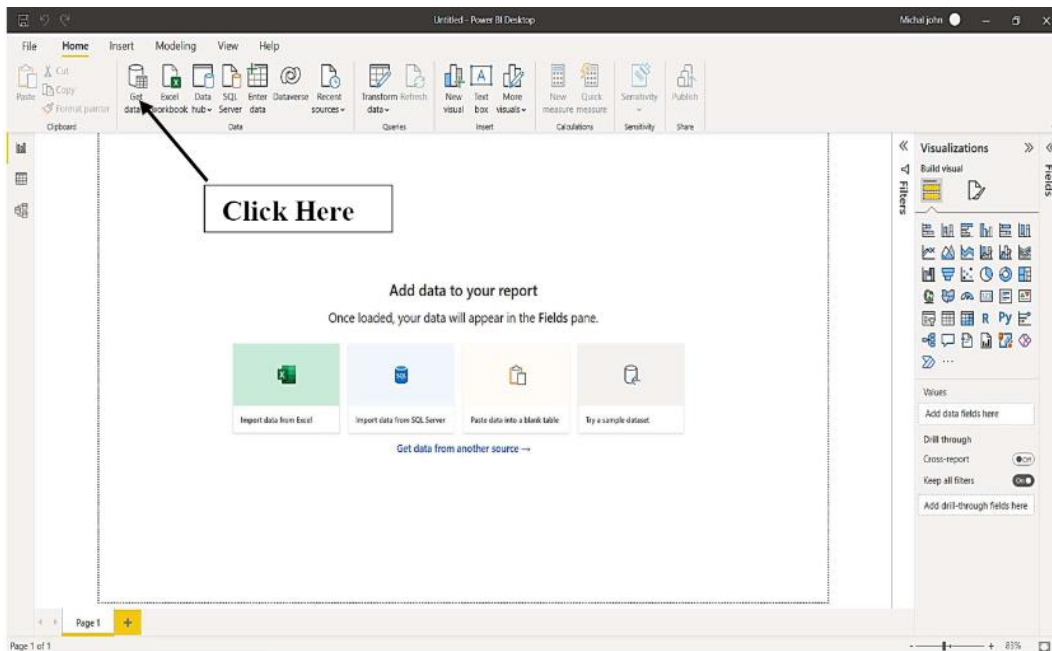 Untitled - Power BI Desktop
Michal john
File Home Insert Modeling View Help
Paste
Cut
Copy
Format painter
Clipboard
Get data
Excel workbook
Data hub
SQL Server
Enter data
Dataverse
Recent sources
Data
Transform data
Refresh
Queries
New visual
Text box
More visuals
Insert
New measure
Quick measure
Calculations
Sensitivity
Sensitivity
Publish
Share
Click Here
Add data to your report
Once loaded, your data will appear in the Fields pane.
Import data from Excel
Import data from SQL Server
Paste data into a blank table
Try a sample dataset
Get data from another source →
Filters
Visualizations
Build visual
R Py
Values
Add data fields here
Drill through
Cross-report
Off
Keep all filters
On
Add drill-through fields here
Fields
Page 1
Page 1 of 1
83%